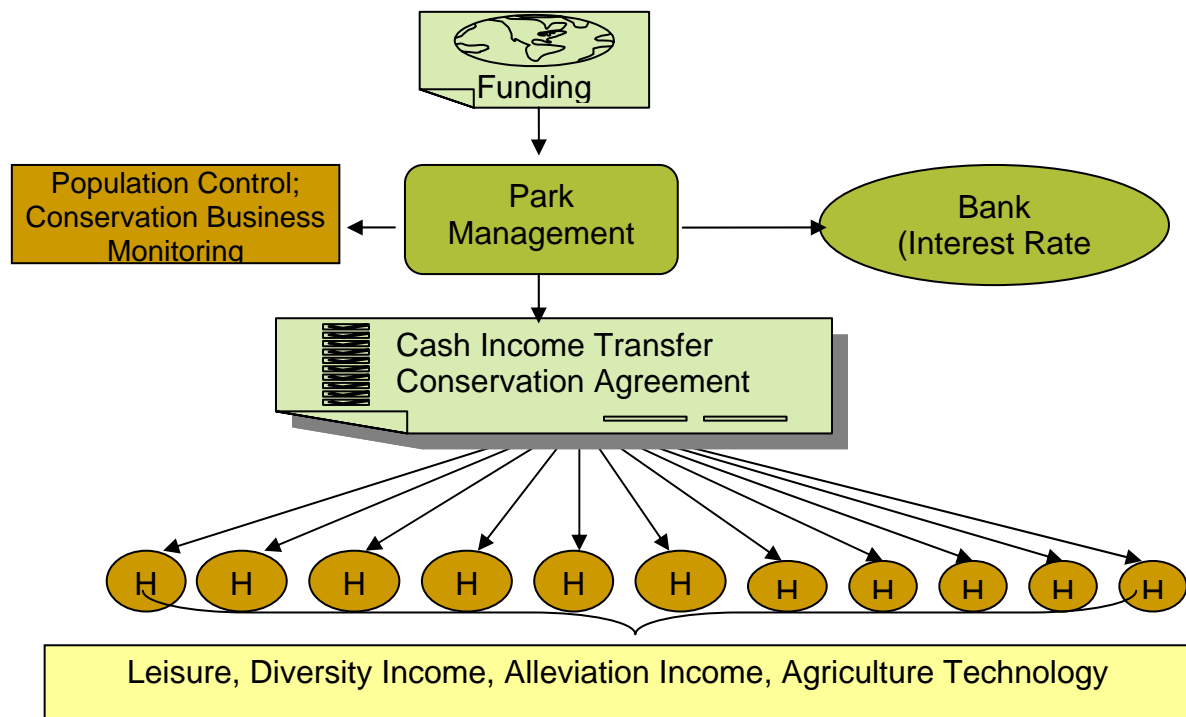 Funding
Population Control;
Conservation Business
Monitoring
Park
Management
Bank
(Interest Rate
Cash Income Transfer
Conservation Agreement
H H H H H H H H H H H
Leisure, Diversity Income, Alleviation Income, Agriculture Technology